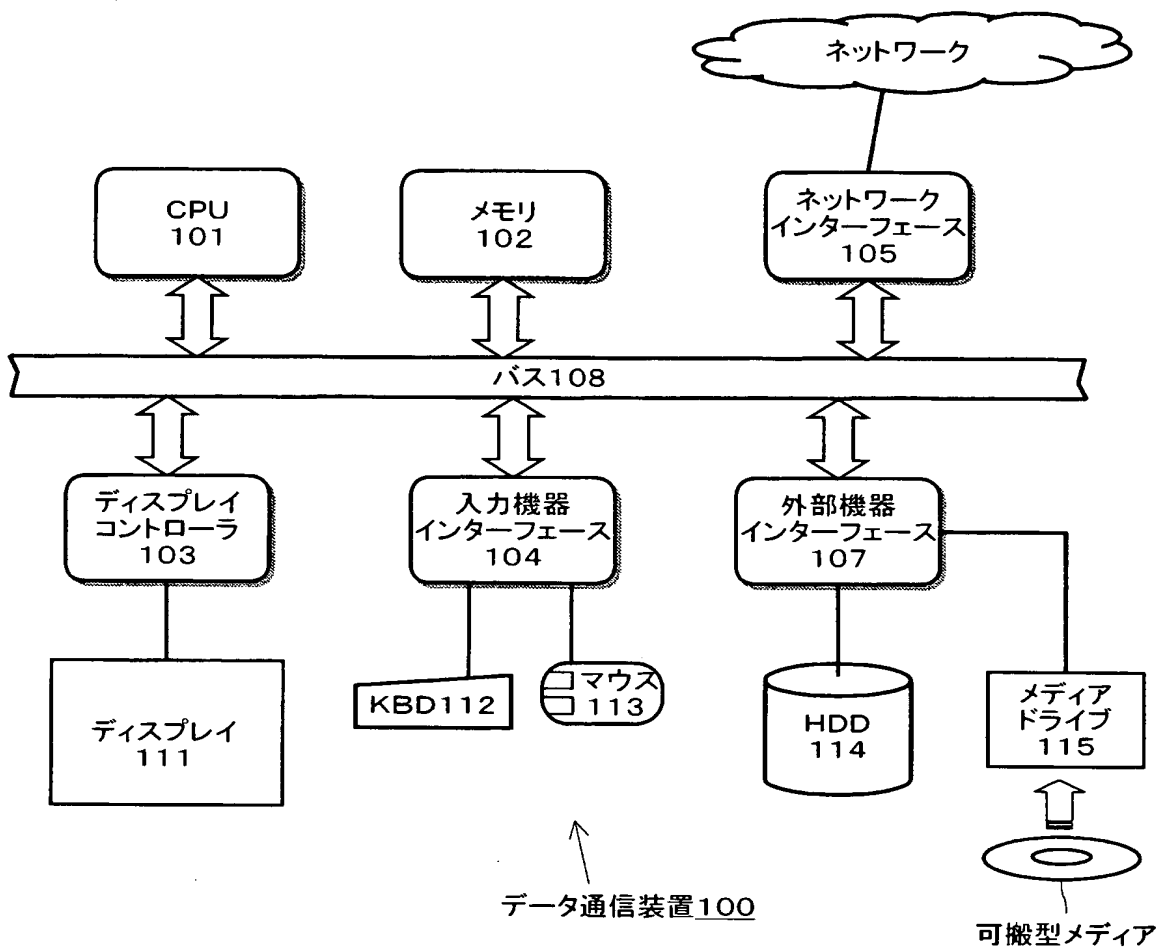 ネットワーク
CPU
101
メモリ
102
ネットワーク
インターフェース
105
バス108
ディスプレイ
コントローラ
103
入力機器
インターフェース
104
外部機器
インターフェース
107
ディスプレイ
111
KBD112
マウス
113
HDD
114
メディア
ドライブ
115
データ通信装置100
可搬型メディア